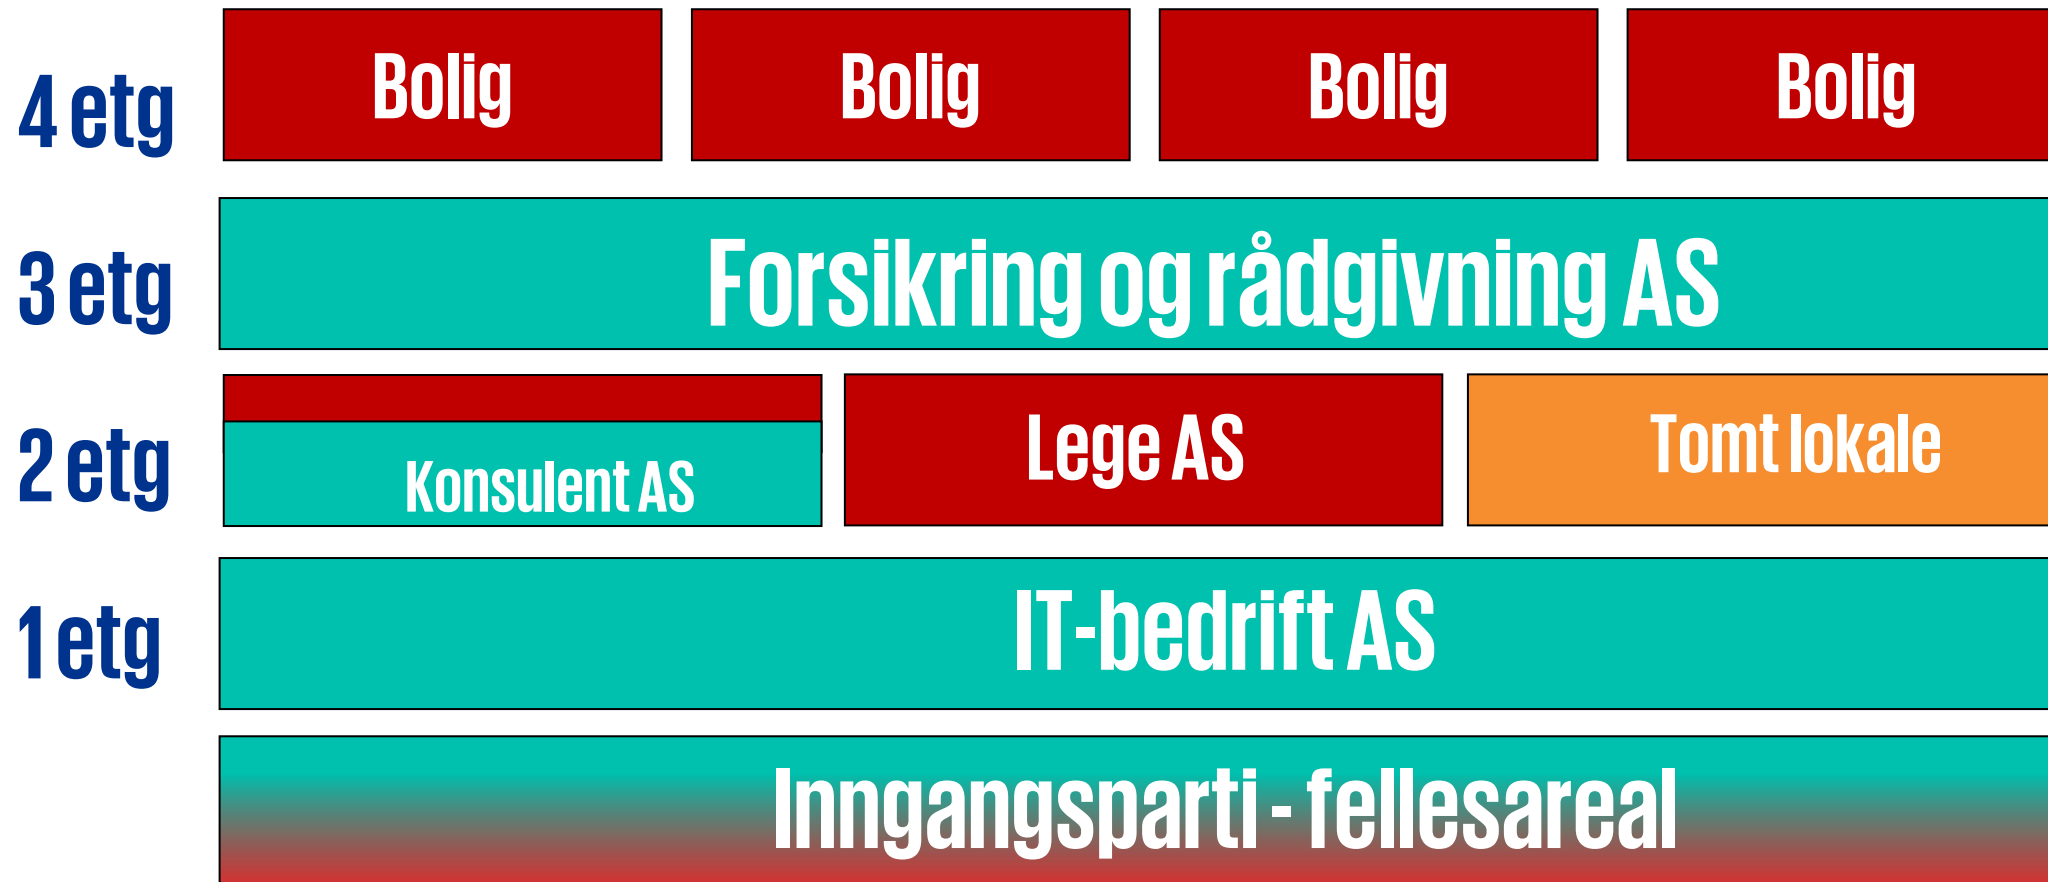 4 etg
Bolig
Bolig
Bolig
Bolig
3 etg
Forsikring og rådgivning AS
2 etg
Konsulent AS
Lege AS
Tomt lokale
1 etg
IT-bedrift AS
Inngangsparti - fellesareal